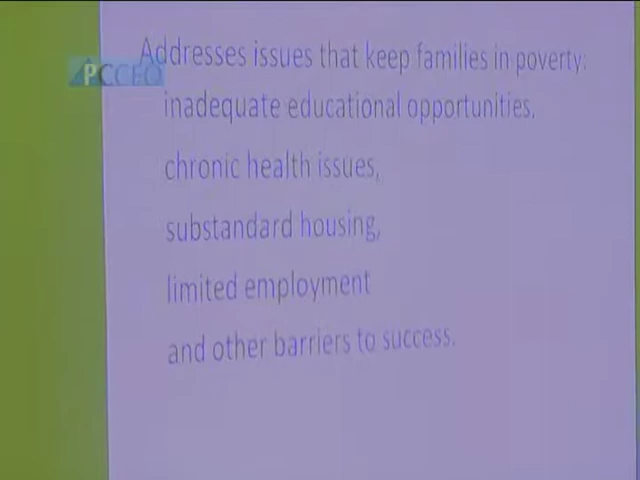 Addresses issues that keep families in poverty:
PCCEO
inadequate educational opportunities,
chronic health issues,
substandard housing,
limited employment
and other barriers to success.